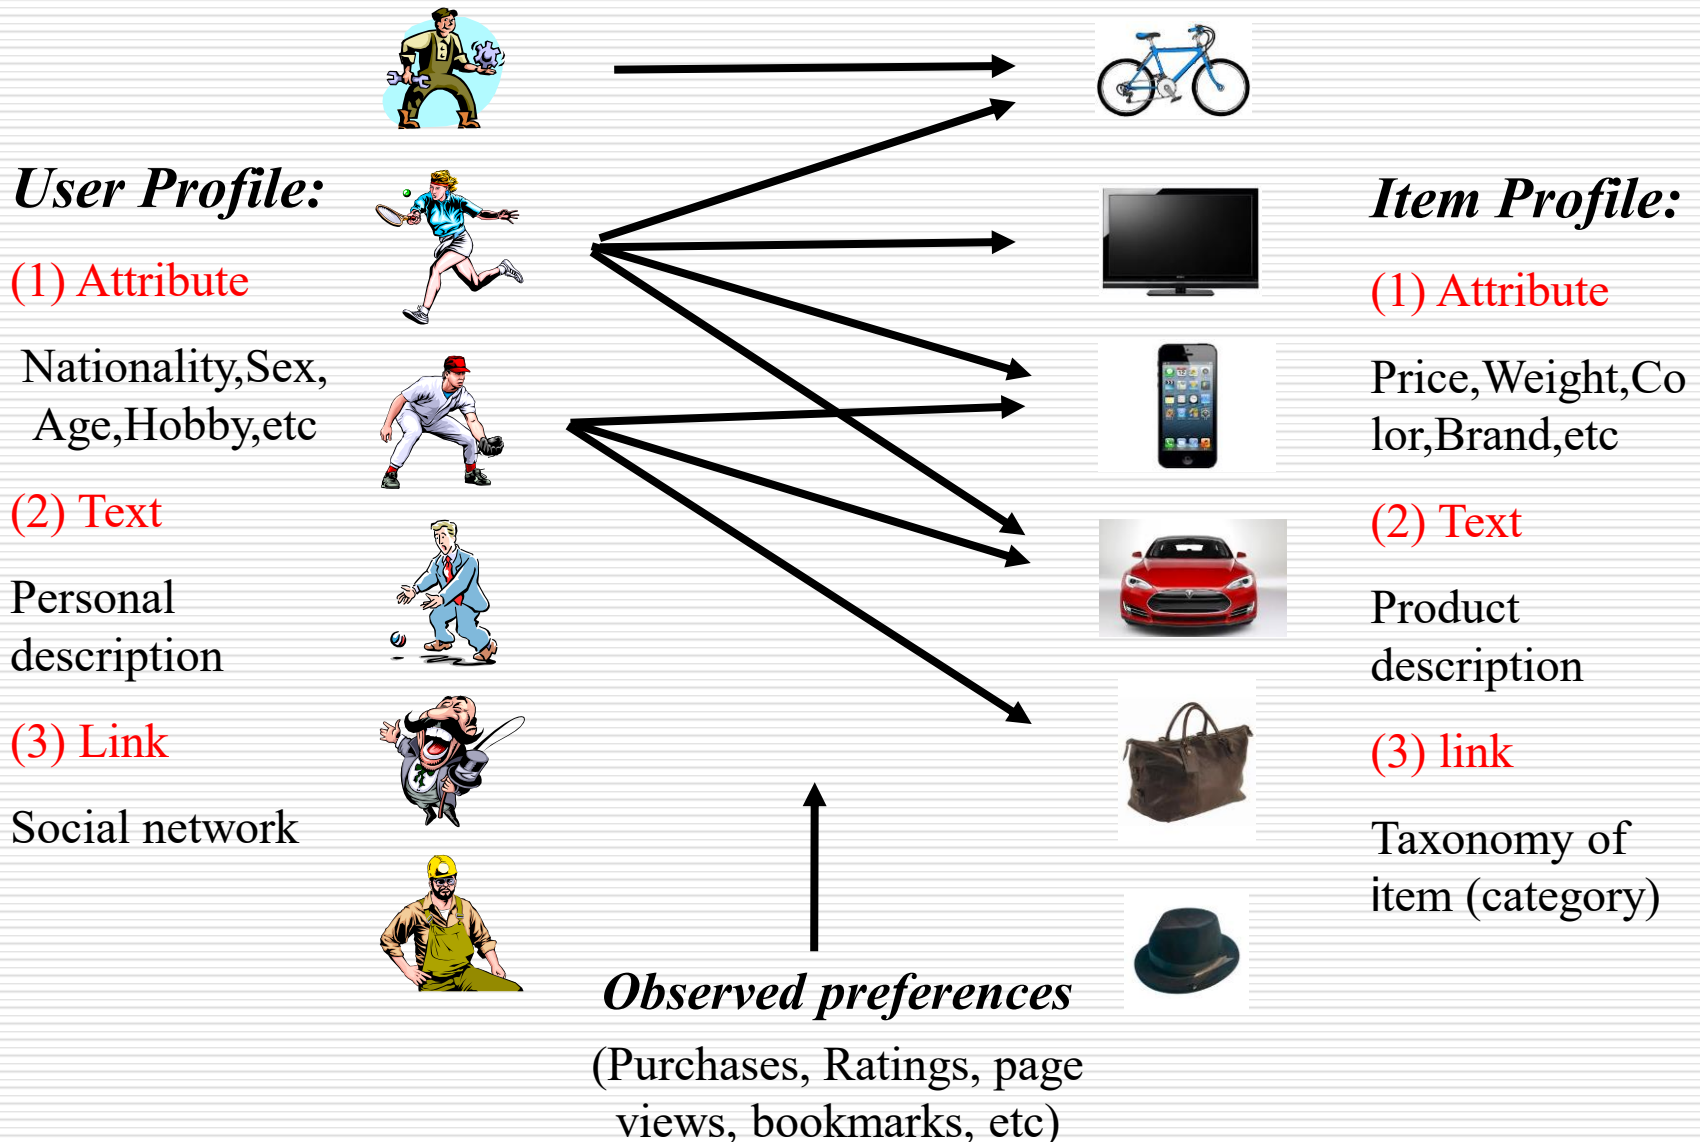 User Profile:
(1) Attribute
Nationality,Sex,
Age,Hobby,etc
(2) Text
Personal
description
(3) Link
Social network
Observed preferences
(Purchases, Ratings, page
views, bookmarks, etc)
Item Profile:
(1) Attribute
Price,Weight,Co
lor,Brand,etc
(2) Text
Product
description
(3) link
Taxonomy of
item (category)